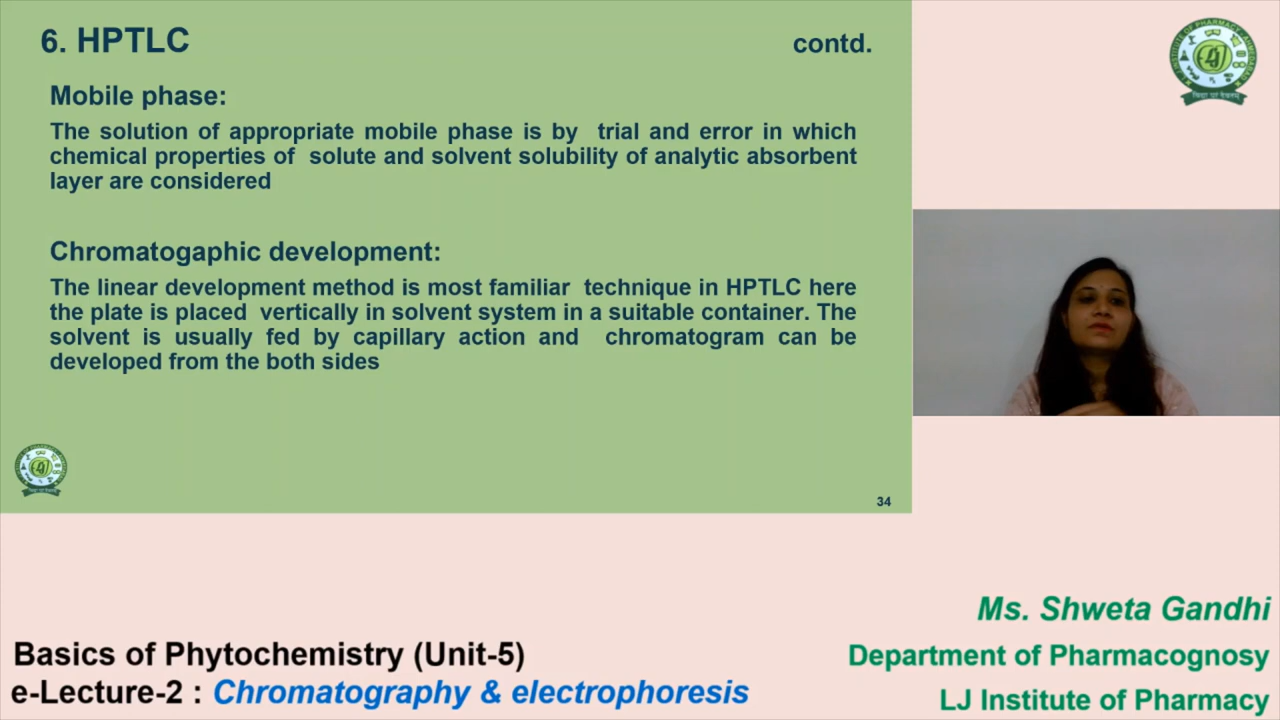 6. HPTLC contd.
Mobile phase:
The solution of appropriate mobile phase is by trial and error in which
chemical properties of solute and solvent solubility of analytic absorbent
layer are considered
Chromatogaphic development:
The linear development method is most familiar technique in HPTLC here
the plate is placed vertically in solvent system in a suitable container. The
solvent is usually fed by capillary action and chromatogram can be
developed from the both sides
34
Ms. Shweta Gandhi
Basics of Phytochemistry (Unit-5)
Department of Pharmacognosy
e-Lecture-2 : Chromatography & electrophoresis
LJ Institute of Pharmacy